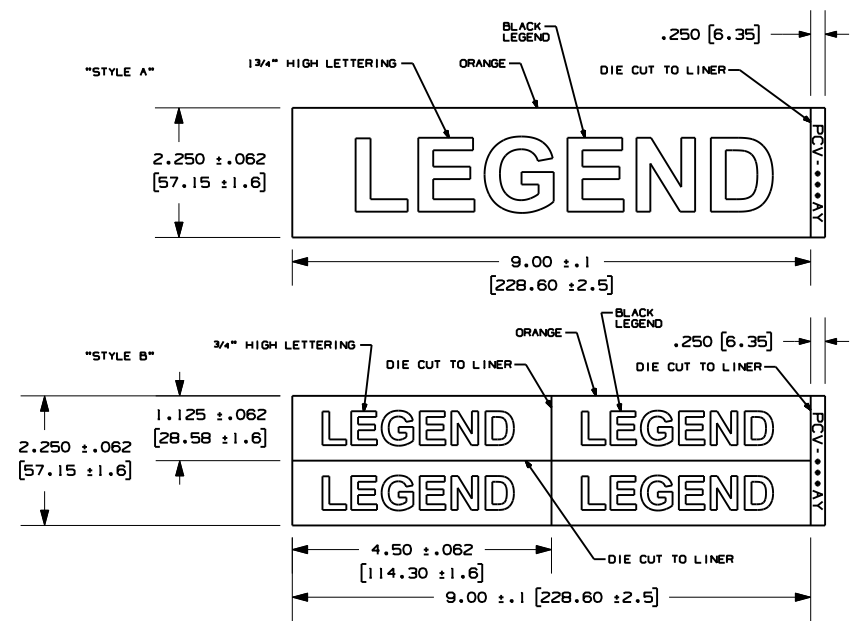 "STYLE A"
1 3/4" HIGH LETTERING
ORANGE
BLACK
LEGEND
.250 [6.35]
DIE CUT TO LINER
2.250 ±.062
[57.15 ±1.6]
LEGEND
PCV-•••AY
9.00 ±.1
[228.60 ±2.5]
"STYLE B"
3/4" HIGH LETTERING
DIE CUT TO LINER
ORANGE
BLACK
LEGEND
.250 [6.35]
DIE CUT TO LINER
2.250 ±.062
[57.15 ±1.6]
1.125 ±.062
[28.58 ±1.6]
LEGEND LEGEND
LEGEND LEGEND
PCV-•••AY
4.50 ±.062
[114.30 ±1.6]
DIE CUT TO LINER
9.00 ±.1 [228.60 ±2.5]